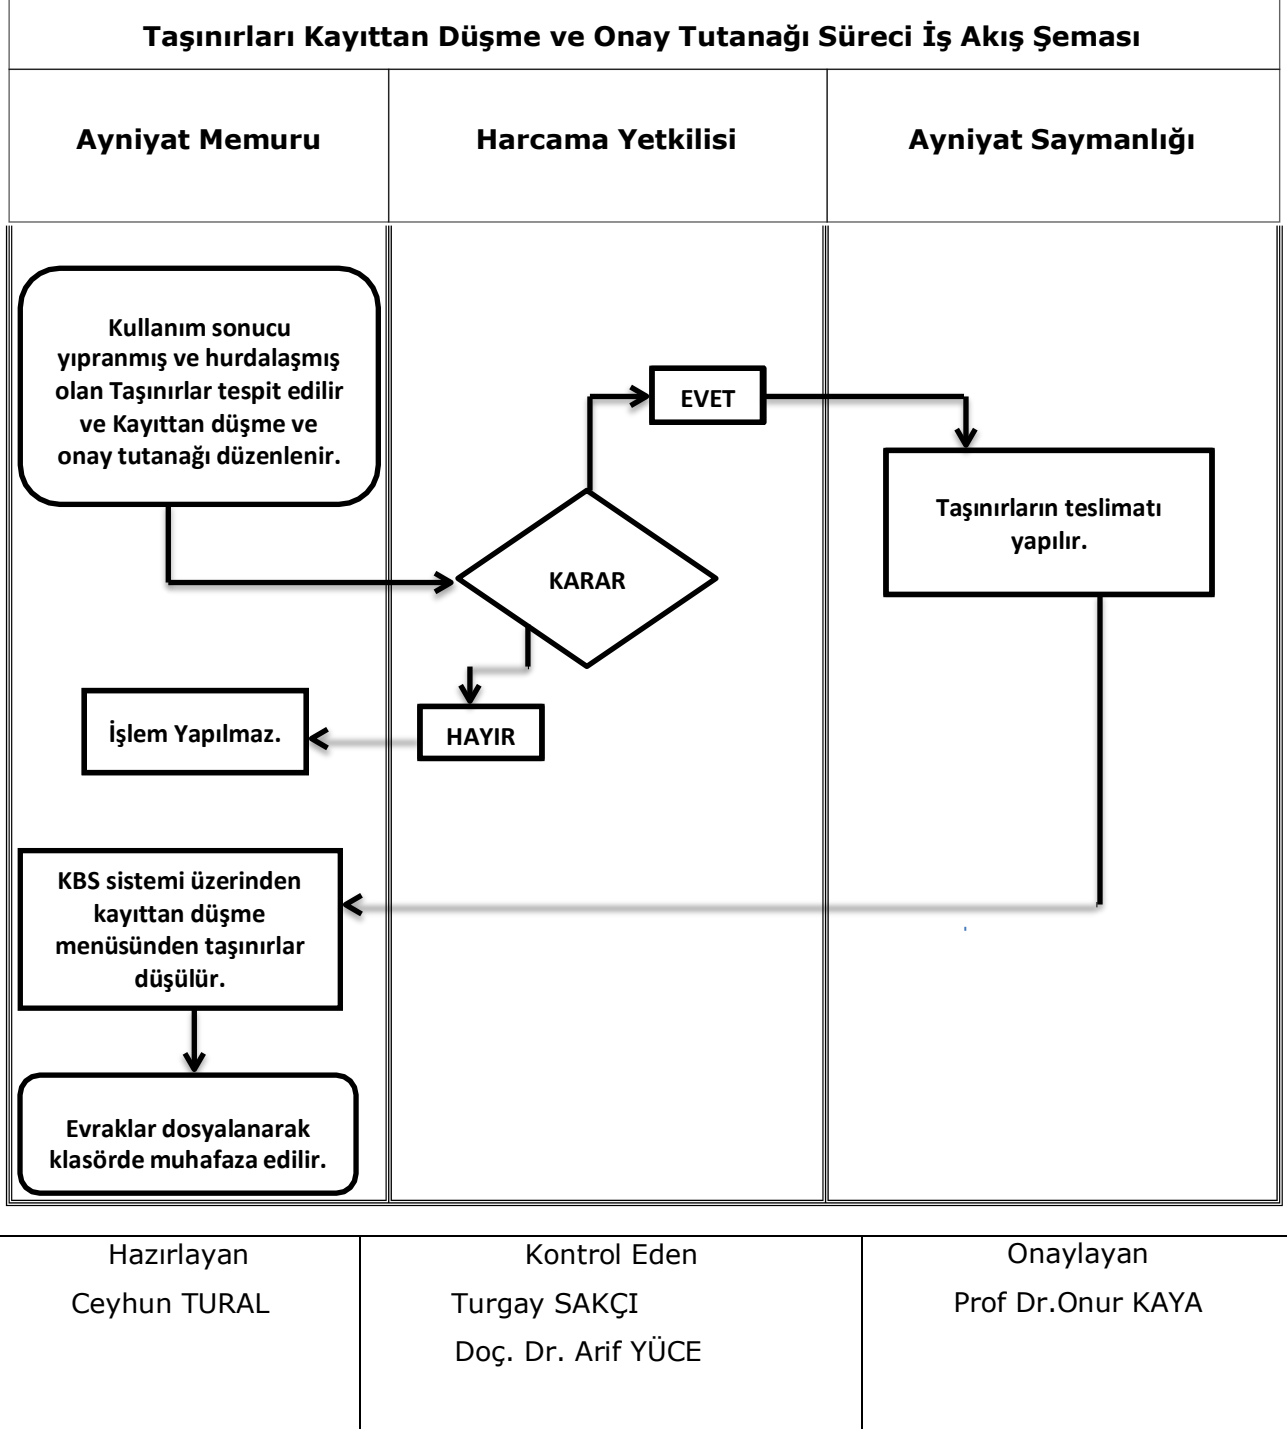 Taşınırları Kayıttan Düşme ve Onay Tutanağı Süreci İş Akış Şeması
Ayniyat Memuru
Harcama Yetkilisi
Ayniyat Saymanlığı
Kullanım sonucu
yıpranmış ve hurdalaşmış
olan Taşınırlar tespit edilir
ve Kayıttan düşme ve
onay tutanağı düzenlenir.
EVET
Taşınırların teslimatı
yapılır.
KARAR
HAYIR
İşlem Yapılmaz.
KBS sistemi üzerinden
kayıttan düşme
menüsünden taşınırlar
düşülür.
Evraklar dosyalanarak
klasörde muhafaza edilir.
Hazırlayan
Ceyhun TURAL
Kontrol Eden
Turgay SAKÇI
Doç. Dr. Arif YÜCE
Onaylayan
Prof Dr.Onur KAYA